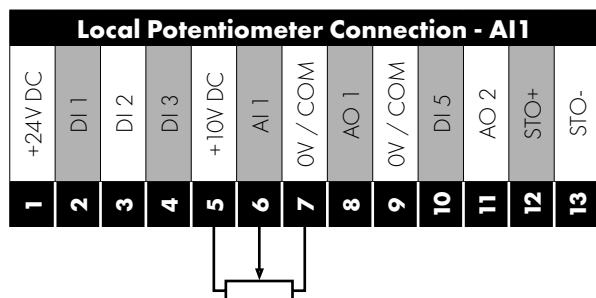 Local Potentiometer Connection - AI1
+24V DC
DI 1
DI 2
DI 3
+10V DC
AI 1
0V / COM
AO 1
0V / COM
DI 5
AO 2
STO+
STO-
1
2
3
4
5
6
7
8
9
10
11
12
13